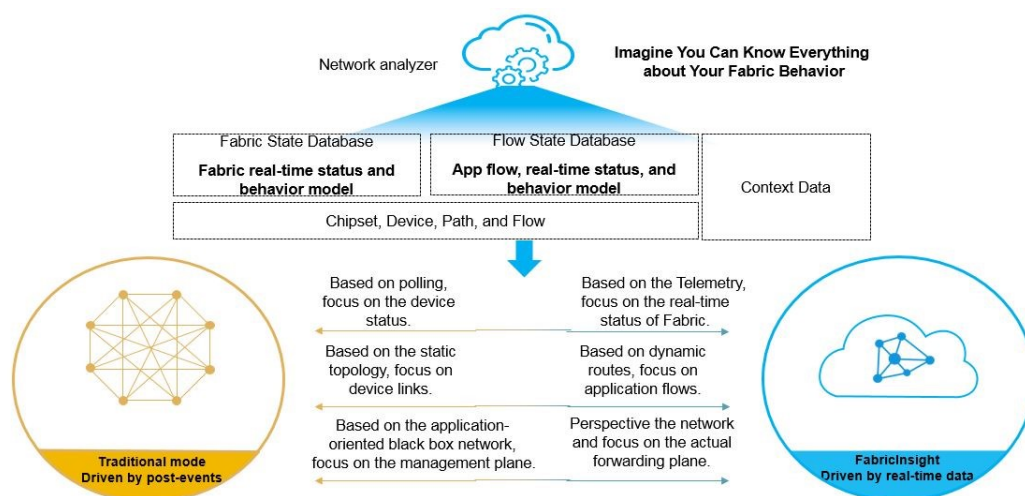 Network analyzer
Imagine You Can Know Everything
about Your Fabric Behavior
Fabric State Database
Fabric real-time status and
behavior model
Flow State Database
App flow, real-time status, and
behavior model
Context Data
Chipset, Device, Path, and Flow
Based on polling,
focus on the device
status.
Based on the Telemetry,
focus on the real-time
status of Fabric.
Based on the static
topology, focus on
device links.
Based on dynamic
routes, focus on
application flows.
Based on the application-
oriented black box network,
focus on the management plane.
Perspective the network
and focus on the actual
forwarding plane.
Traditional mode
Driven by post-events
FabricInsight
Driven by real-time data